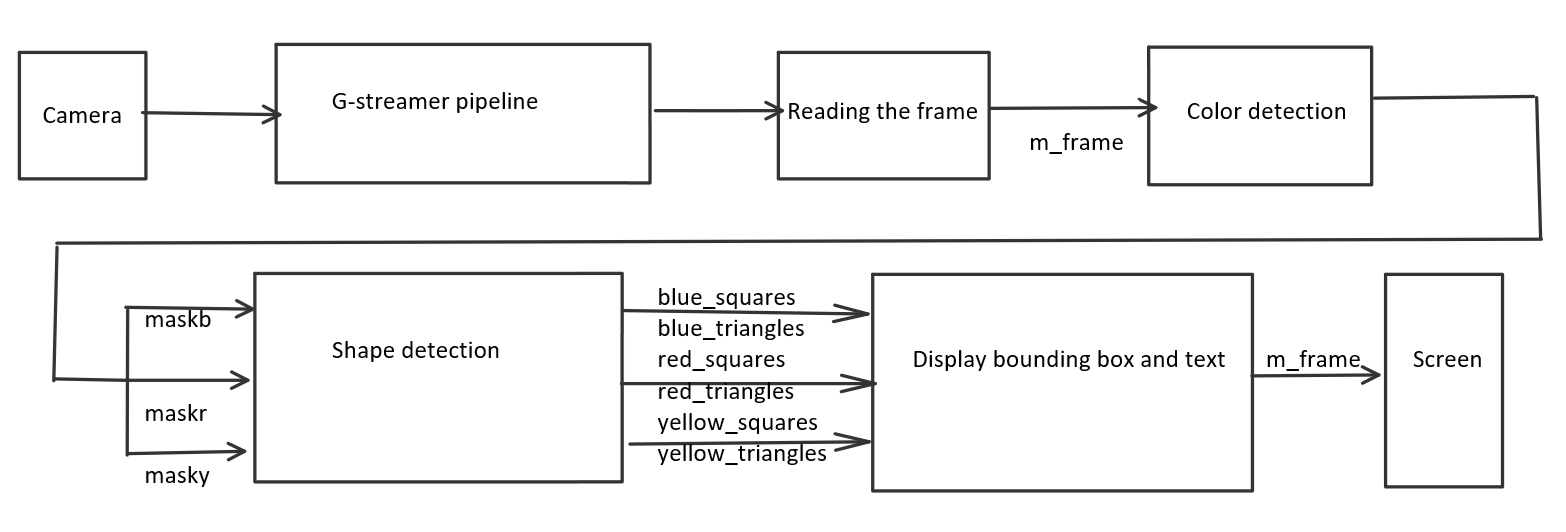 Camera
G-streamer pipeline
Reading the frame
m_frame
Color detection
maskb
maskr
masky
Shape detection
blue_squares
blue_triangles
red_squares
red_triangles
yellow_squares
yellow_triangles
Display bounding box and text
m_frame
Screen